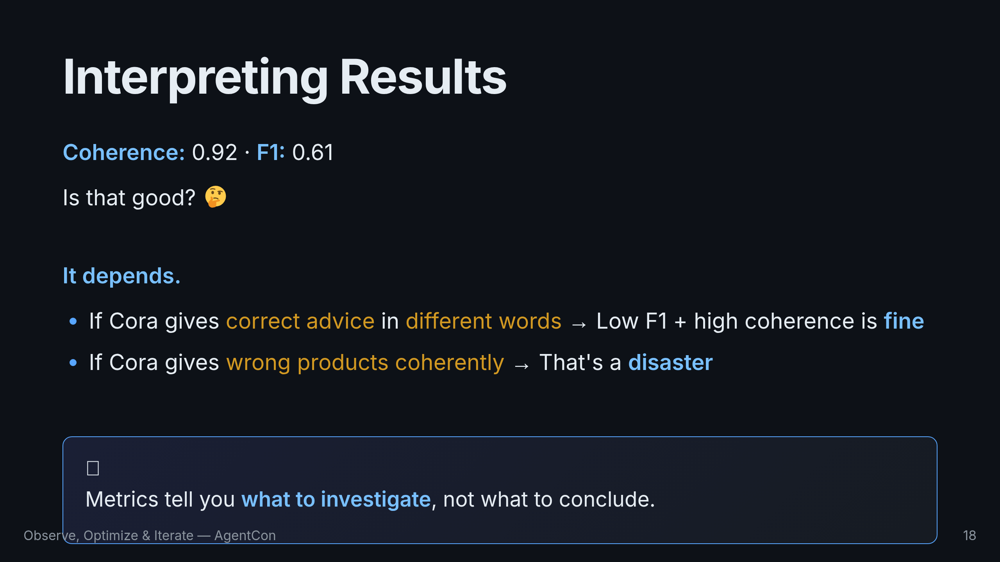 Interpreting Results
Coherence: 0.92 · F1: 0.61
Is that good? 🤔
It depends.
• If Cora gives correct advice in different words → Low F1 + high coherence is fine
• If Cora gives wrong products coherently → That's a disaster
Metrics tell you what to investigate, not what to conclude.
Observe, Optimize & Iterate — AgentCon
18